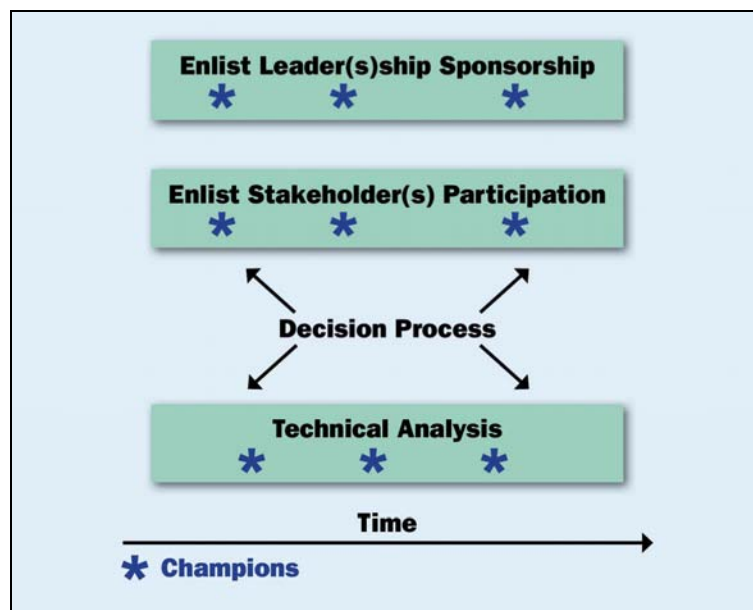 Enlist Leader(s)ship Sponsorship
* * *
Enlist Stakeholder(s) Participation
* * *
Decision Process
Technical Analysis
* * *
Time
* Champions